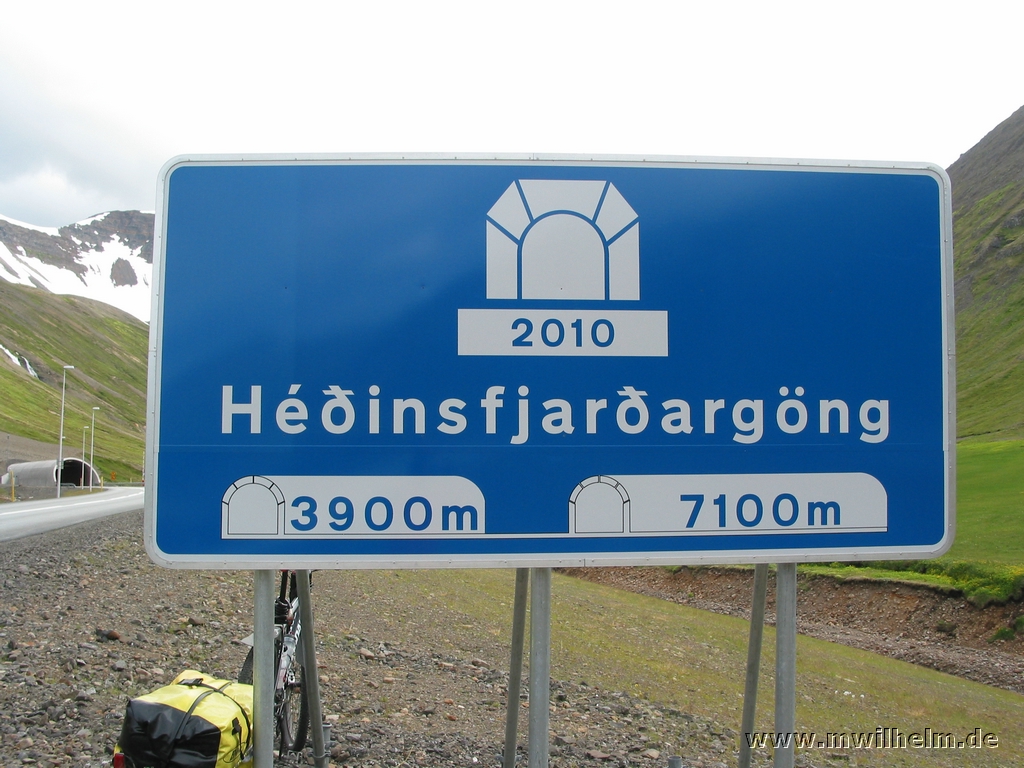 2010
Héðinsfjarðargöng
3900m 7100m
www.mwilhelm.de